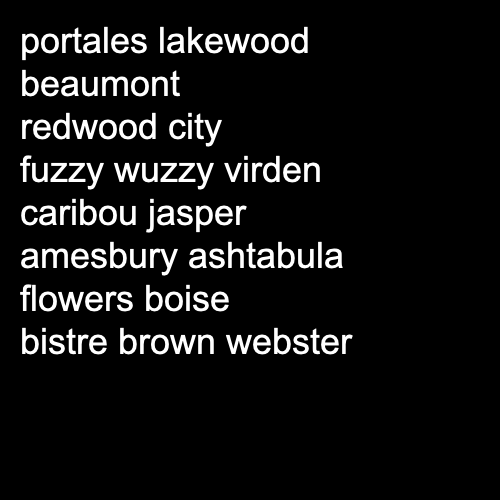 portales lakewood
beaumont
redwood city
fuzzy wuzzy virden
caribou jasper
amesbury ashtabula
flowers boise
bistre brown webster